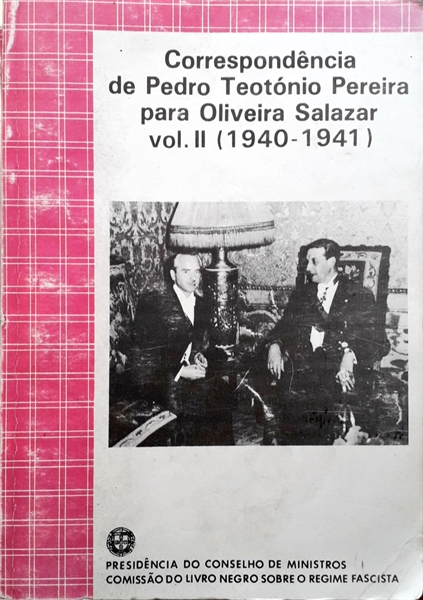 Correspondência
de Pedro Teotónio Pereira
para Oliveira Salazar
vol. II (1940-1941)
PRESIDÊNCIA DO CONSELHO DE MINISTROS
COMISSÃO DO LIVRO NEGRO SOBRE O REGIME FASCISTA